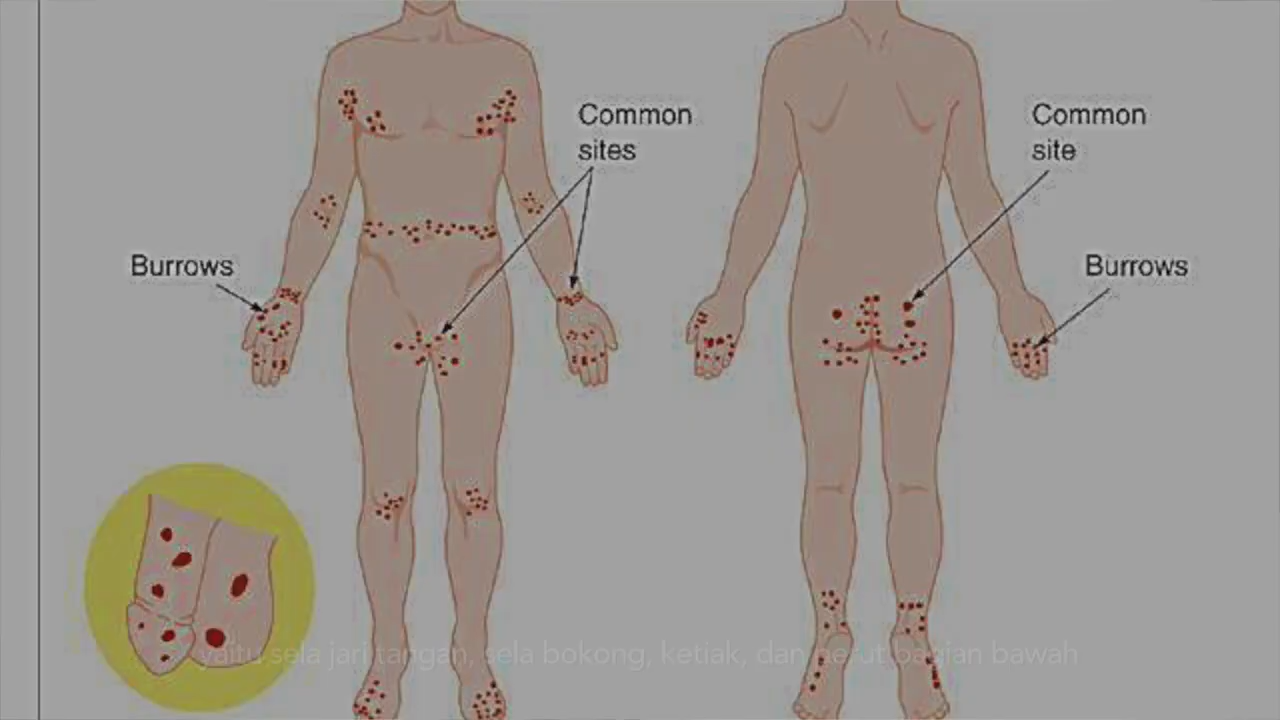 Common
sites
Common
site
Burrows
Burrows
yaitu sela jari tangan, sela bokong, ketiak, dan perut bagian bawah